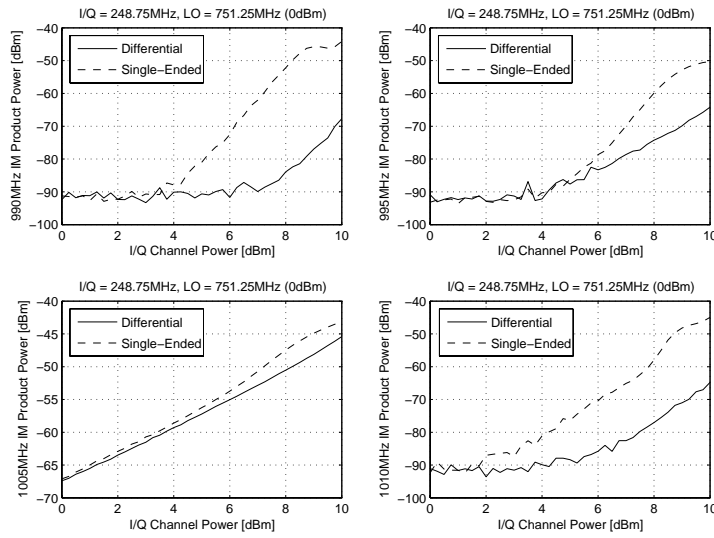 I/Q = 248.75MHz, LO = 751.25MHz (0dBm)
990MHz IM Product Power [dBm]
−40
−50
−60
−70
−80
−90
−100
Differential
Single−Ended
0 2 4 6 8 10
I/Q Channel Power [dBm]
I/Q = 248.75MHz, LO = 751.25MHz (0dBm)
995MHz IM Product Power [dBm]
−40
−50
−60
−70
−80
−90
−100
Differential
Single−Ended
0 2 4 6 8 10
I/Q Channel Power [dBm]
I/Q = 248.75MHz, LO = 751.25MHz (0dBm)
1005MHz IM Product Power [dBm]
−40
−45
−50
−55
−60
−65
−70
Differential
Single−Ended
0 2 4 6 8 10
I/Q Channel Power [dBm]
I/Q = 248.75MHz, LO = 751.25MHz (0dBm)
1010MHz IM Product Power [dBm]
−40
−50
−60
−70
−80
−90
−100
Differential
Single−Ended
0 2 4 6 8 10
I/Q Channel Power [dBm]